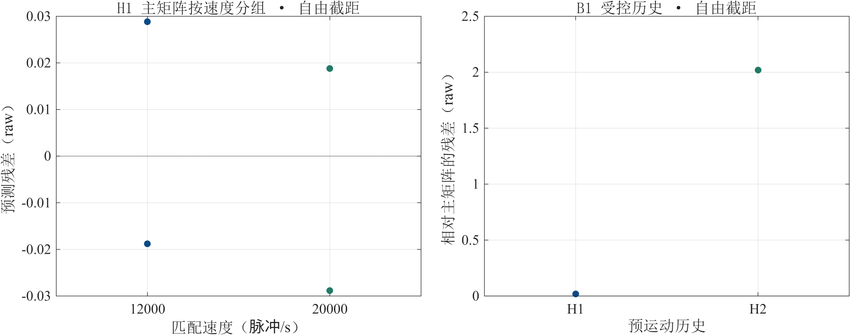 H1 主矩阵按速度分组 • 自由截距
0.03
0.02
0.01
0
-0.01
-0.02
-0.03
预测残差（raw）
12000
20000
匹配速度（脉冲/s）
B1 受控历史 • 自由截距
2.5
2
1.5
1
0.5
0
相对主矩阵的残差（raw）
H1
H2
预运动历史